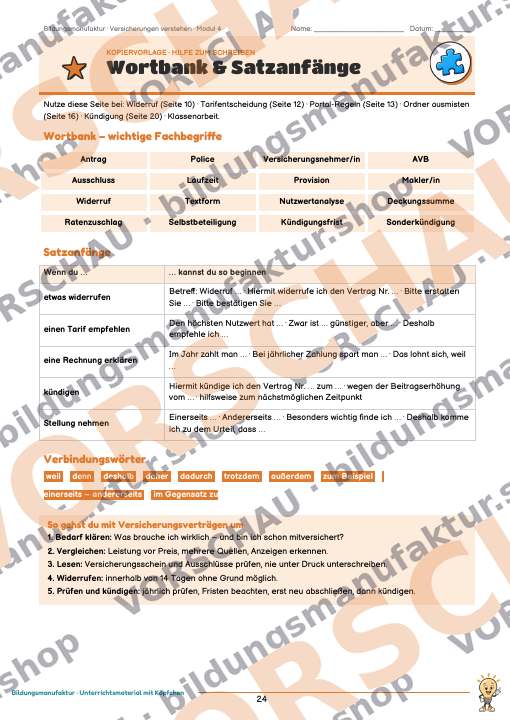 Bildungsmanufaktur · Versicherungen verstehen · Modul 4 Name: Datum:
KOPIERVORLAGE · HILFE ZUM SCHREIBEN
Wortbank & Satzanfänge
Nutze diese Seite bei: Widerruf (Seite 10) · Tarifentscheidung (Seite 12) · Portal-Regeln (Seite 13) · Ordner ausmisten
(Seite 16) · Kündigung (Seite 20) · Klassenarbeit.
Wortbank – wichtige Fachbegriffe
Antrag Police Versicherungsnehmer/in AVB
Ausschluss Laufzeit Provision Makler/in
Widerruf Textform Nutzwertanalyse Deckungssumme
Ratenzuschlag Selbstbeteiligung Kündigungsfrist Sonderkündigung
Satzanfänge
Wenn du … … kannst du so beginnen
etwas widerrufen
Betreff: Widerruf … · Hiermit widerrufe ich den Vertrag Nr. … · Bitte erstatten
Sie … · Bitte bestätigen Sie …
einen Tarif empfehlen
Den höchsten Nutzwert hat … · Zwar ist … günstiger, aber … · Deshalb
empfehle ich …
eine Rechnung erklären
Im Jahr zahlt man … · Bei jährlicher Zahlung spart man … · Das lohnt sich, weil
…
kündigen
Hiermit kündige ich den Vertrag Nr. … zum … · wegen der Beitragserhöhung
vom … · hilfsweise zum nächstmöglichen Zeitpunkt
Stellung nehmen
Einerseits … · Andererseits … · Besonders wichtig finde ich … · Deshalb komme
ich zu dem Urteil, dass …
Verbindungswörter
weil denn deshalb daher dadurch trotzdem außerdem zum Beispiel
einerseits – andererseits im Gegensatz zu
So gehst du mit Versicherungsverträgen um
1. Bedarf klären: Was brauche ich wirklich – und bin ich schon mitversichert?
2. Vergleichen: Leistung vor Preis, mehrere Quellen, Anzeigen erkennen.
3. Lesen: Versicherungsschein und Ausschlüsse prüfen, nie unter Druck unterschreiben.
4. Widerrufen: innerhalb von 14 Tagen ohne Grund möglich.
5. Prüfen und kündigen: jährlich prüfen, Fristen beachten, erst neu abschließen, dann kündigen.
Bildungsmanufaktur · Unterrichtsmaterial mit Köpfchen
24
VORSCHAU · bildungsmanufaktur.shop
VORSCHAU